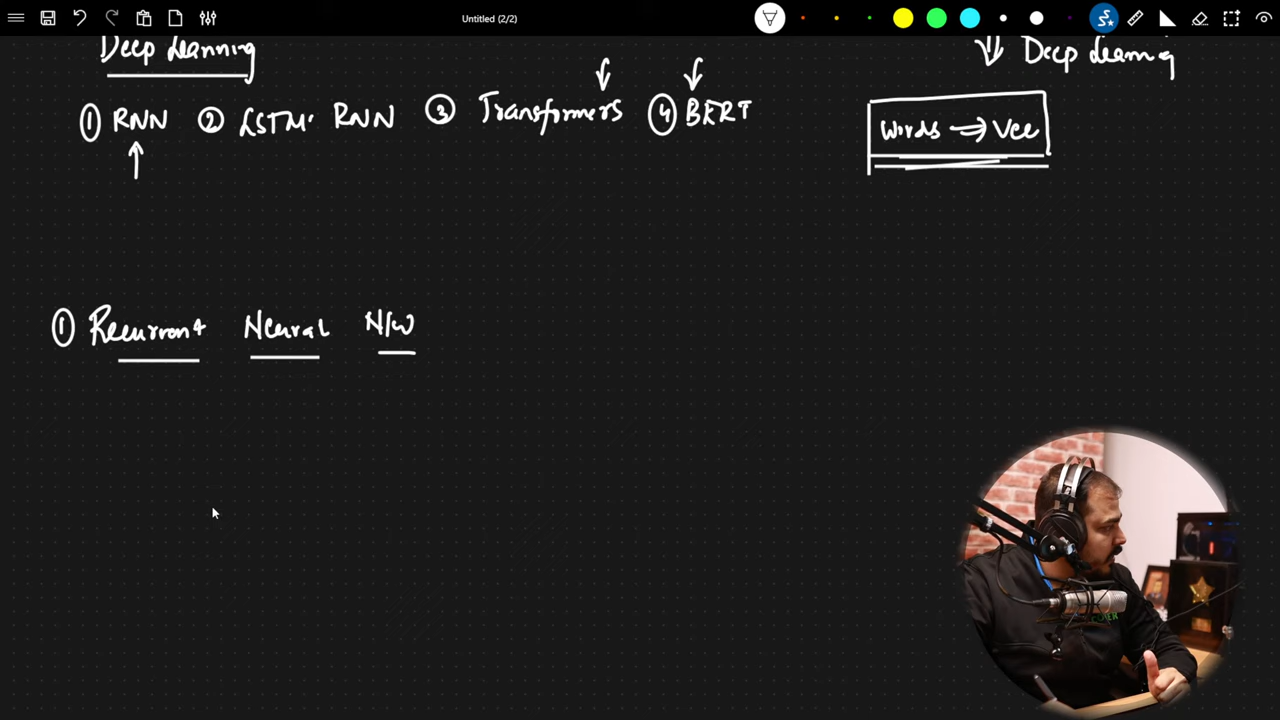 Untitled (2/2)
Deep Learning
Deep Learning
① RNN ② LSTM RNN ③ Transformers ④ BERT
Words ⇒ Vec
① Recurrent Neural N/W